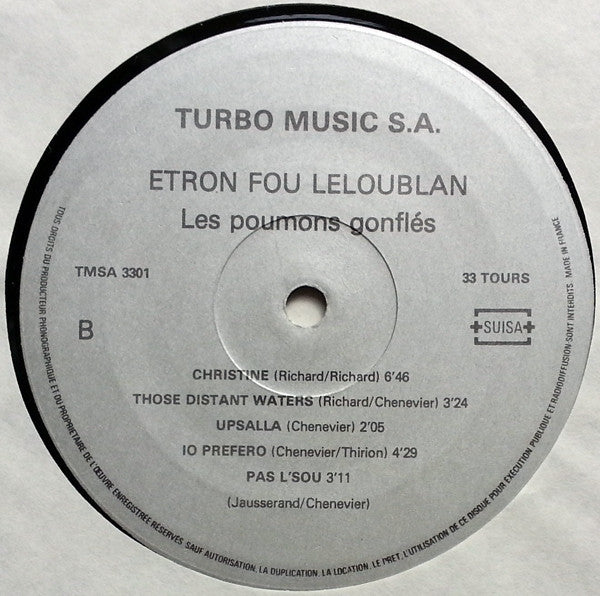 TURBO MUSIC S.A.
ETRON FOU LELOUBLAN
Les poumons gonflés
TMSA 3301
33 TOURS
B
SUISA
CHRISTINE (Richard/Richard) 6'46
THOSE DISTANT WATERS (Richard/Chenevier) 3'24
UPSALLA (Chenevier) 2'05
IO PREFERO (Chenevier/Thirion) 4'29
PAS L'SOU 3'11
(Jausserand/Chenevier)
TOUS DROITS DU PRODUCTEUR PHONOGRAPHIQUE ET DU PROPRIETAIRE DE L'ŒUVRE ENREGISTREE RESERVES. SAUF AUTORISATION, LA DUPLICATION, LA LOCATION, LE PRET, L'UTILISATION DE CE DISQUE POUR EXECUTION PUBLIQUE ET RADIODIFFUSION SONT INTERDITS. MADE IN FRANCE